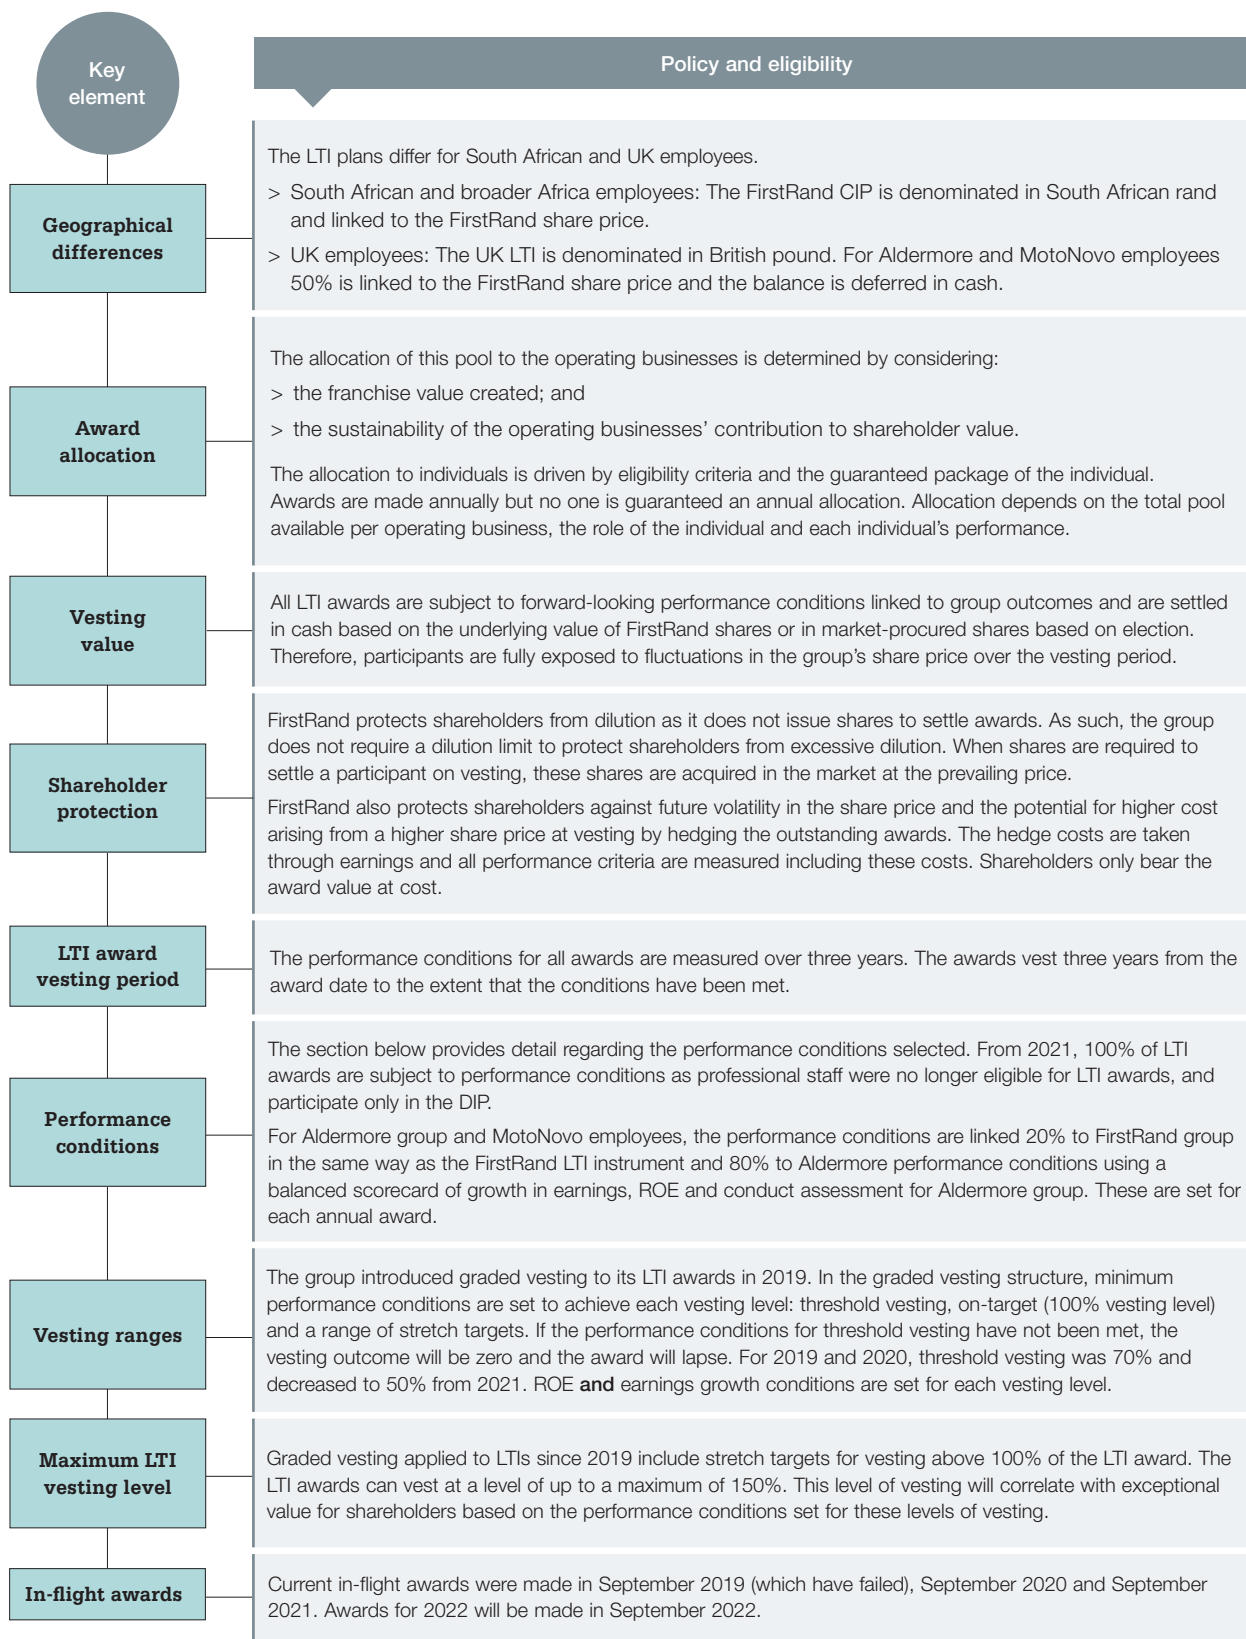 Key
element
Policy and eligibility
Geographical
differences
The LTI plans differ for South African and UK employees.
> South African and broader Africa employees: The FirstRand CIP is denominated in South African rand
and linked to the FirstRand share price.
> UK employees: The UK LTI is denominated in British pound. For Aldermore and MotoNovo employees
50% is linked to the FirstRand share price and the balance is deferred in cash.
Award
allocation
The allocation of this pool to the operating businesses is determined by considering:
> the franchise value created; and
> the sustainability of the operating businesses’ contribution to shareholder value.
The allocation to individuals is driven by eligibility criteria and the guaranteed package of the individual.
Awards are made annually but no one is guaranteed an annual allocation. Allocation depends on the total pool
available per operating business, the role of the individual and each individual’s performance.
Vesting
value
All LTI awards are subject to forward-looking performance conditions linked to group outcomes and are settled
in cash based on the underlying value of FirstRand shares or in market-procured shares based on election.
Therefore, participants are fully exposed to fluctuations in the group’s share price over the vesting period.
Shareholder
protection
FirstRand protects shareholders from dilution as it does not issue shares to settle awards. As such, the group
does not require a dilution limit to protect shareholders from excessive dilution. When shares are required to
settle a participant on vesting, these shares are acquired in the market at the prevailing price.
FirstRand also protects shareholders against future volatility in the share price and the potential for higher cost
arising from a higher share price at vesting by hedging the outstanding awards. The hedge costs are taken
through earnings and all performance criteria are measured including these costs. Shareholders only bear the
award value at cost.
LTI award
vesting period
The performance conditions for all awards are measured over three years. The awards vest three years from the
award date to the extent that the conditions have been met.
Performance
conditions
The section below provides detail regarding the performance conditions selected. From 2021, 100% of LTI
awards are subject to performance conditions as professional staff were no longer eligible for LTI awards, and
participate only in the DIP.
For Aldermore group and MotoNovo employees, the performance conditions are linked 20% to FirstRand group
in the same way as the FirstRand LTI instrument and 80% to Aldermore performance conditions using a
balanced scorecard of growth in earnings, ROE and conduct assessment for Aldermore group. These are set for
each annual award.
Vesting ranges
The group introduced graded vesting to its LTI awards in 2019. In the graded vesting structure, minimum
performance conditions are set to achieve each vesting level: threshold vesting, on-target (100% vesting level)
and a range of stretch targets. If the performance conditions for threshold vesting have not been met, the
vesting outcome will be zero and the award will lapse. For 2019 and 2020, threshold vesting was 70% and
decreased to 50% from 2021. ROE and earnings growth conditions are set for each vesting level.
Maximum LTI
vesting level
Graded vesting applied to LTIs since 2019 include stretch targets for vesting above 100% of the LTI award. The
LTI awards can vest at a level of up to a maximum of 150%. This level of vesting will correlate with exceptional
value for shareholders based on the performance conditions set for these levels of vesting.
In-flight awards
Current in-flight awards were made in September 2019 (which have failed), September 2020 and September
2021. Awards for 2022 will be made in September 2022.